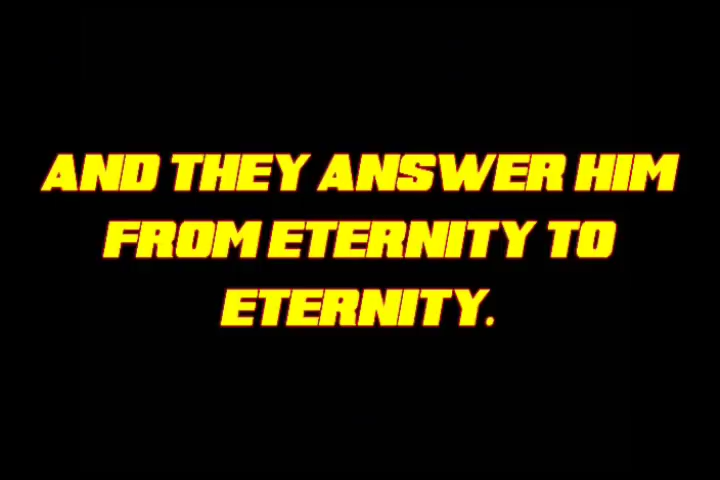 AND THEY ANSWER HIM
FROM ETERNITY TO
ETERNITY.